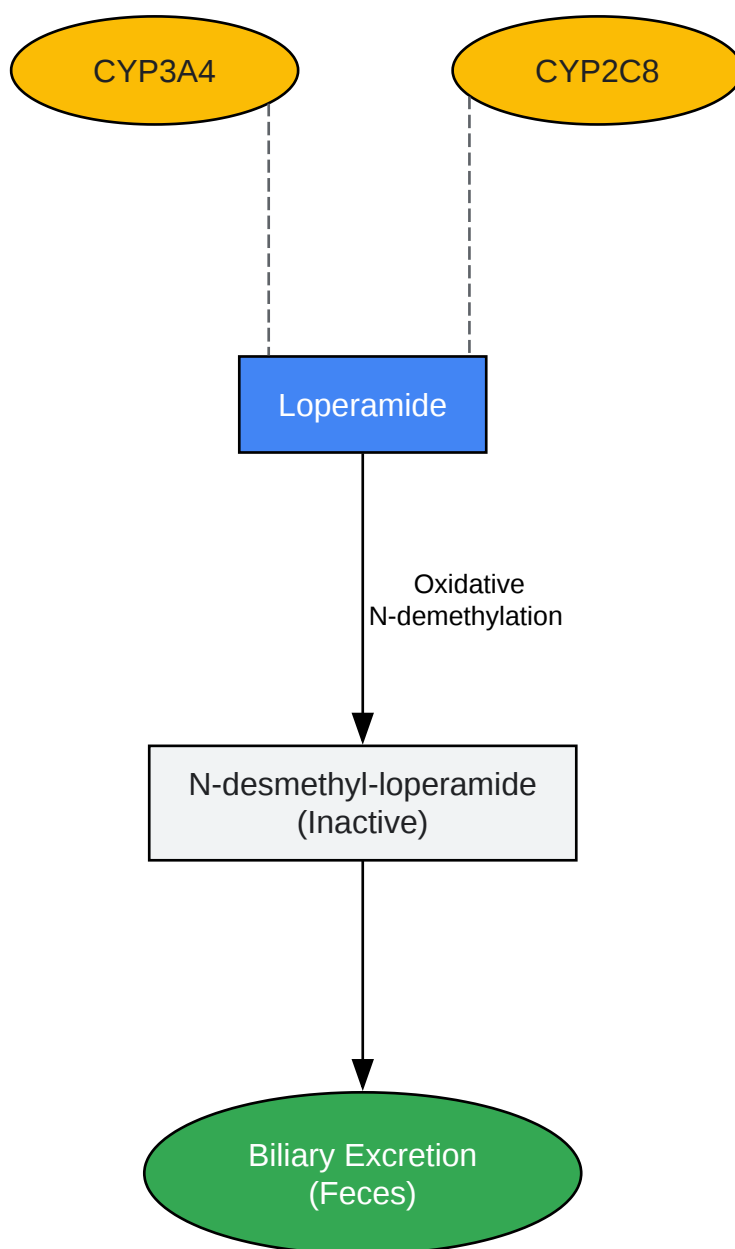 CYP3A4
CYP2C8
Loperamide
Oxidative
N-demethylation
N-desmethyl-loperamide
(Inactive)
Biliary Excretion
(Feces)